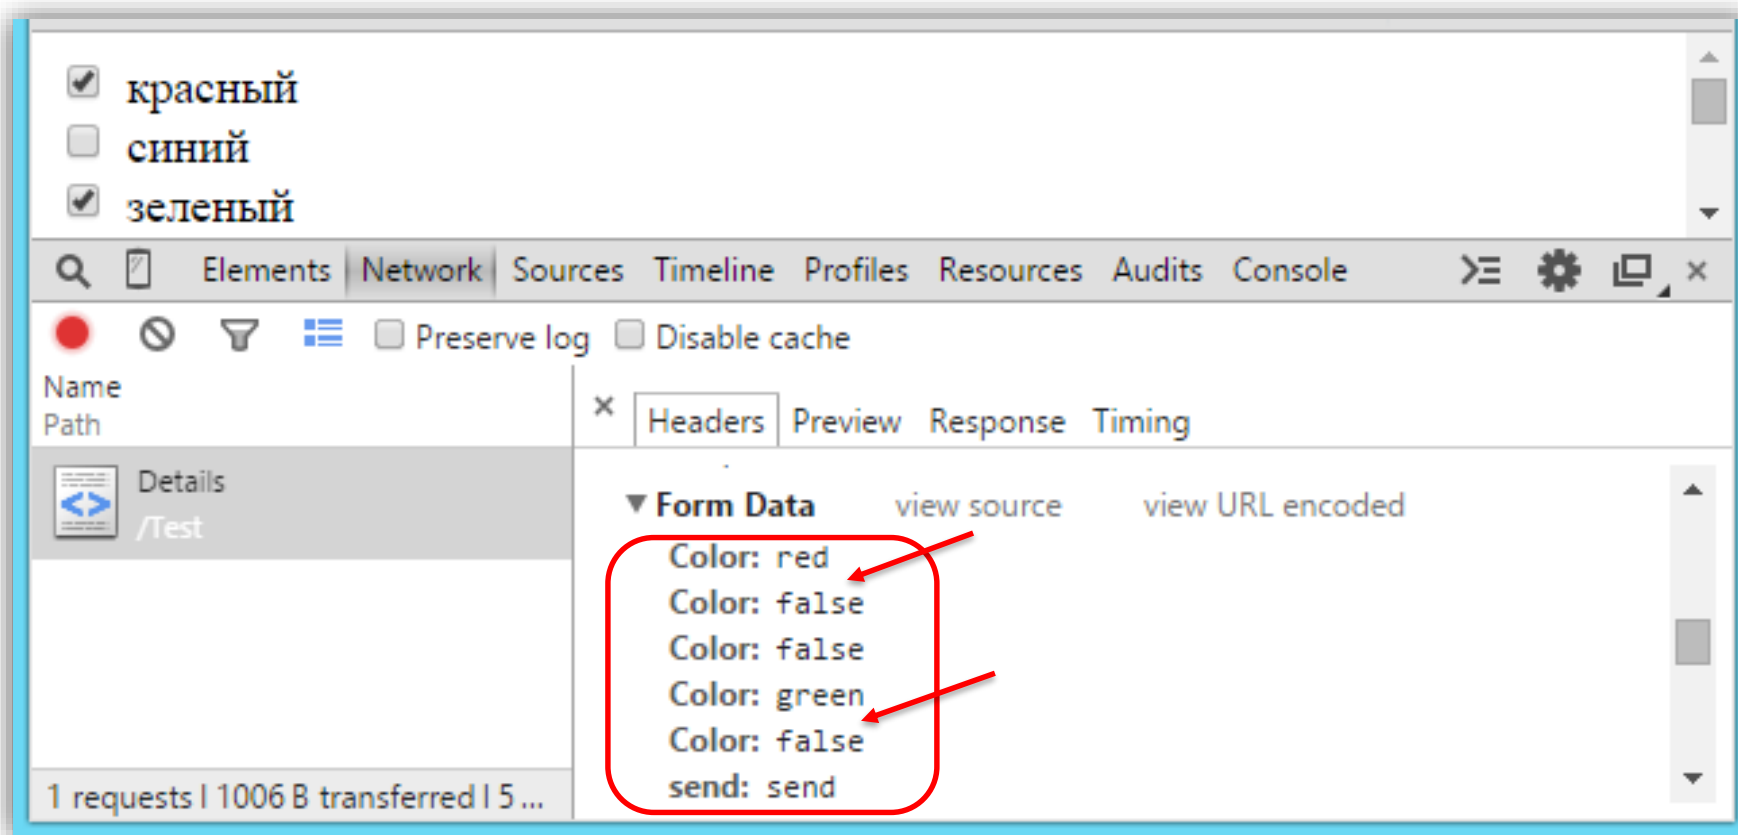 красный
синий
зеленый
Elements Network Sources Timeline Profiles Resources Audits Console
Preserve log Disable cache
Name
Path
Headers Preview Response Timing
Details
/Test
Form Data view source view URL encoded
Color: red
Color: false
Color: false
Color: green
Color: false
send: send
1 requests | 1006 B transferred | 5 ...